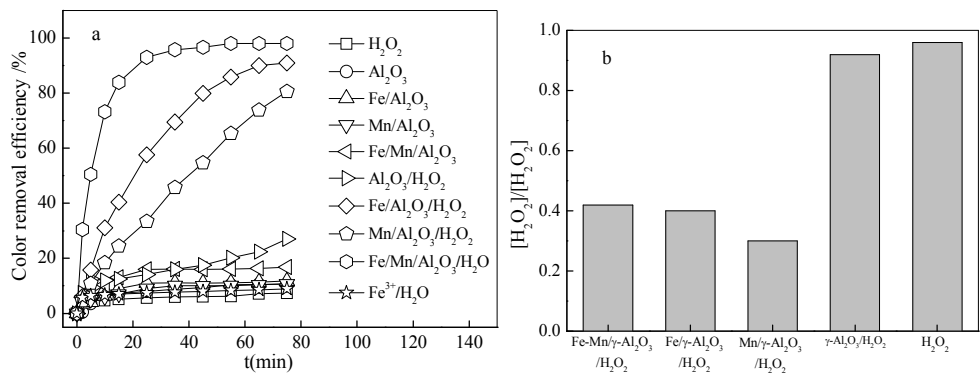 a
100
80
60
40
20
0
0 20 40 60 80 100 120 140
Color removal efficiency /%
t(min)
H₂O₂
Al₂O₃
Fe/Al₂O₃
Mn/Al₂O₃
Fe/Mn/Al₂O₃
Al₂O₃/H₂O₂
Fe/Al₂O₃/H₂O₂
Mn/Al₂O₃/H₂O₂
Fe/Mn/Al₂O₃/H₂O
Fe³⁺/H₂O
b
1.0
0.8
0.6
0.4
0.2
0.0
[H₂O₂]/[H₂O₂]
Fe-Mn/γ-Al₂O₃ Fe/γ-Al₂O₃ Mn/γ-Al₂O₃ γ-Al₂O₃/H₂O₂ H₂O₂
/H₂O₂ /H₂O₂ /H₂O₂